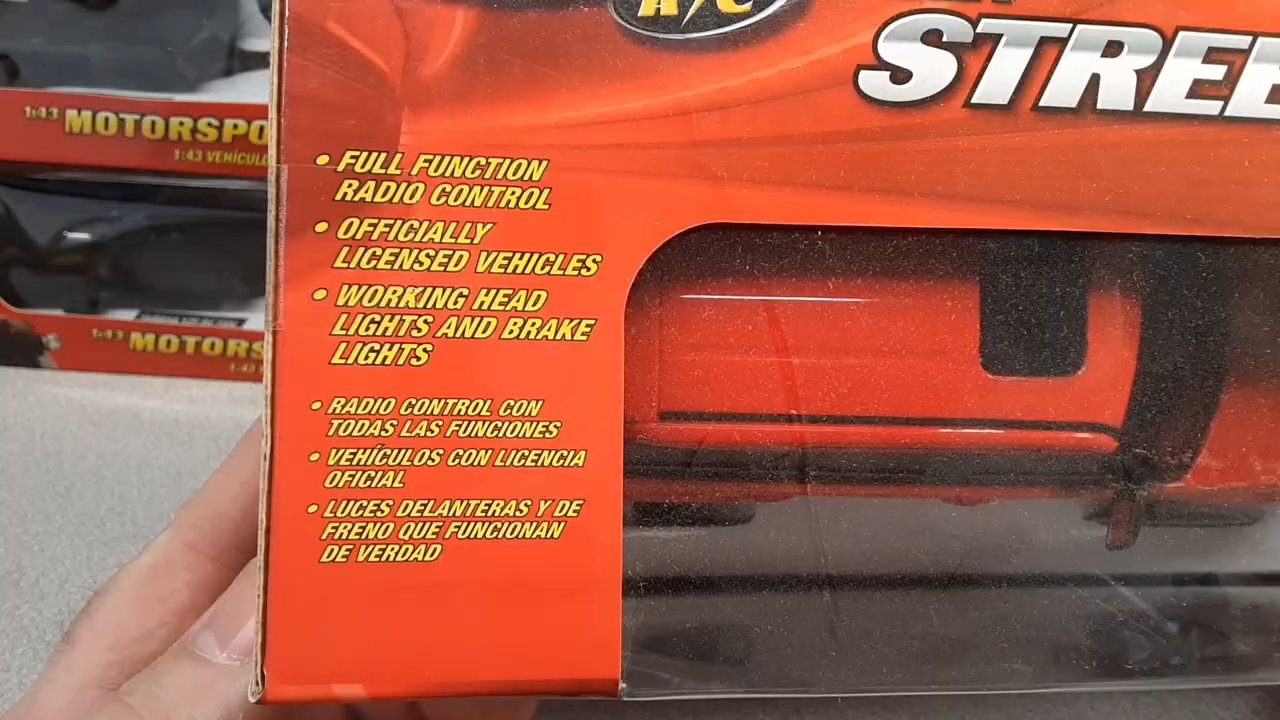 R/C
STREE
1:43 MOTORSPO
1:43 VEHÍCULO
1:43 MOTORS
• FULL FUNCTION
RADIO CONTROL
• OFFICIALLY
LICENSED VEHICLES
• WORKING HEAD
LIGHTS AND BRAKE
LIGHTS
• RADIO CONTROL CON
TODAS LAS FUNCIONES
• VEHÍCULOS CON LICENCIA
OFICIAL
• LUCES DELANTERAS Y DE
FRENO QUE FUNCIONAN
DE VERDAD